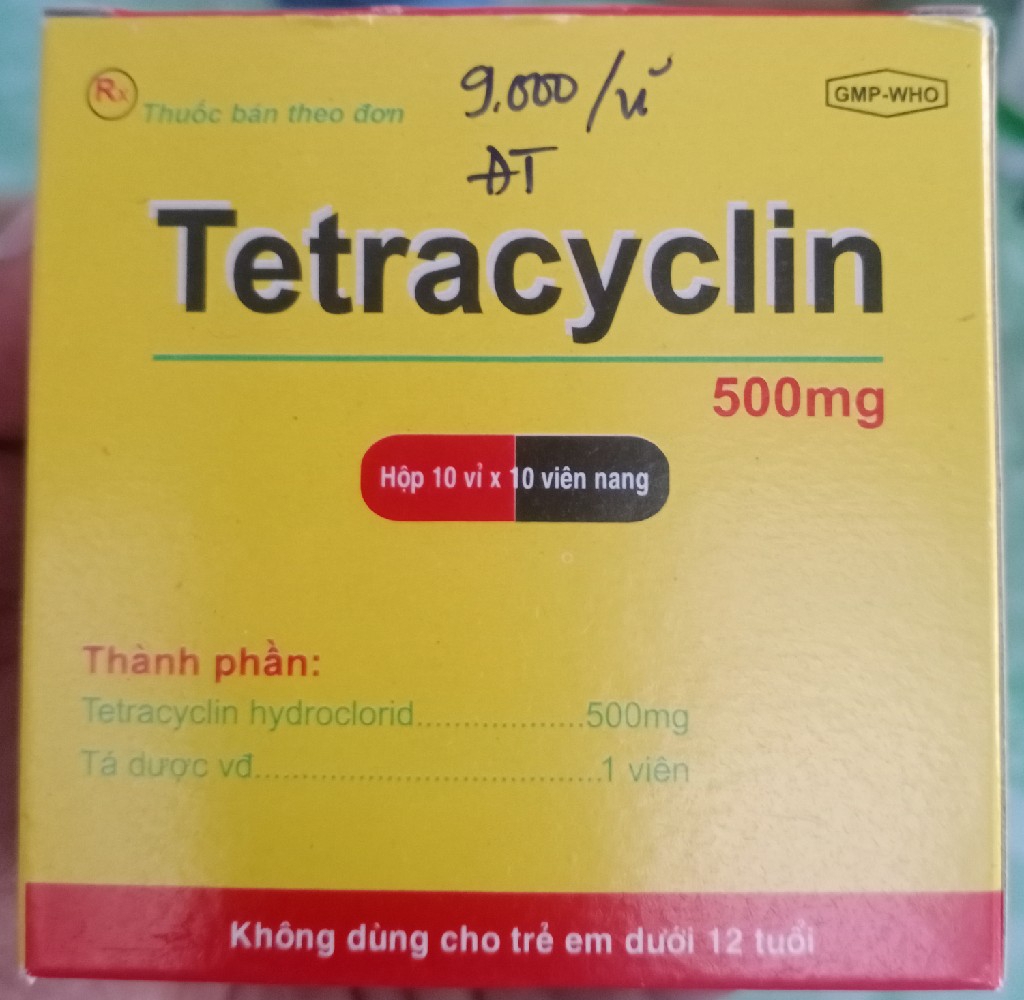 Rx Thuốc bán theo đơn
9.000/vỉ
ĐT
GMP-WHO
Tetracyclin
500mg
Hộp 10 vỉ x 10 viên nang
Thành phần:
Tetracyclin hydroclorid..................500mg
Tá dược vđ....................................1 viên
Không dùng cho trẻ em dưới 12 tuổi